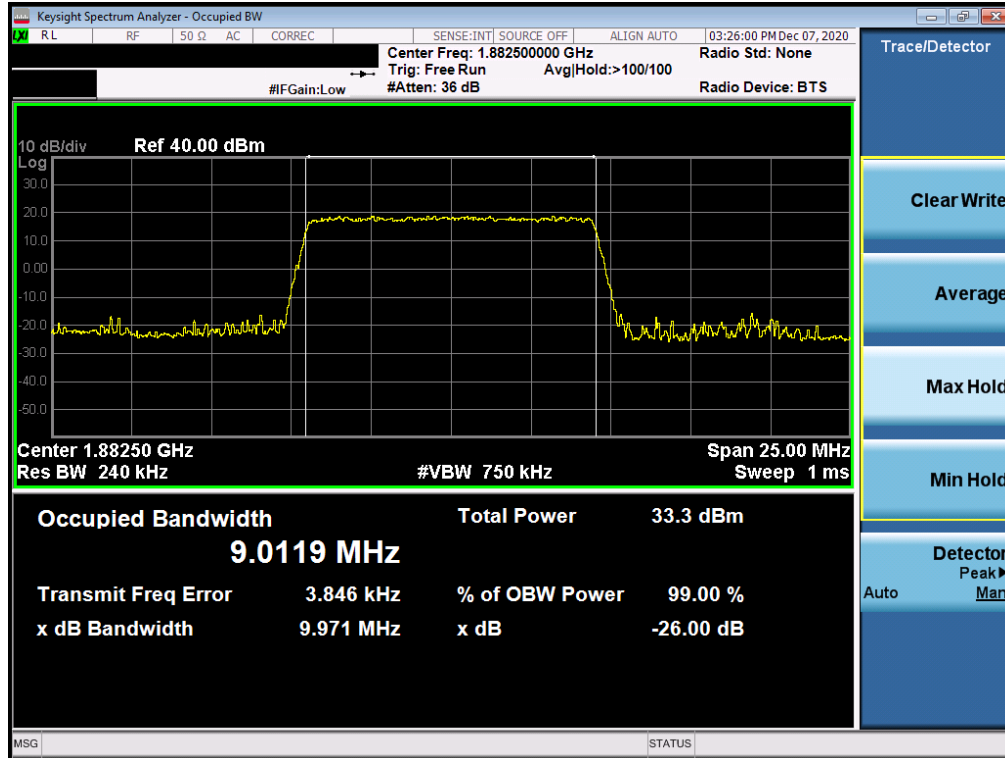 Keysight Spectrum Analyzer - Occupied BW
LXI RL RF 50 Ω AC CORREC SENSE:INT SOURCE OFF ALIGN AUTO 03:26:00 PM Dec 07, 2020
Center Freq: 1.882500000 GHz Radio Std: None
Trig: Free Run Avg|Hold:>100/100
#IFGain:Low #Atten: 36 dB Radio Device: BTS
10 dB/div Ref 40.00 dBm
Log
30.0
20.0
10.0
0.00
-10.0
-20.0
-30.0
-40.0
-50.0
Center 1.88250 GHz Span 25.00 MHz
Res BW 240 kHz #VBW 750 kHz Sweep 1 ms
Occupied Bandwidth Total Power 33.3 dBm
9.0119 MHz
Transmit Freq Error 3.846 kHz % of OBW Power 99.00 %
x dB Bandwidth 9.971 MHz x dB -26.00 dB
MSG STATUS
Trace/Detector
Clear Write
Average
Max Hold
Min Hold
Detector
Peak
Auto Man